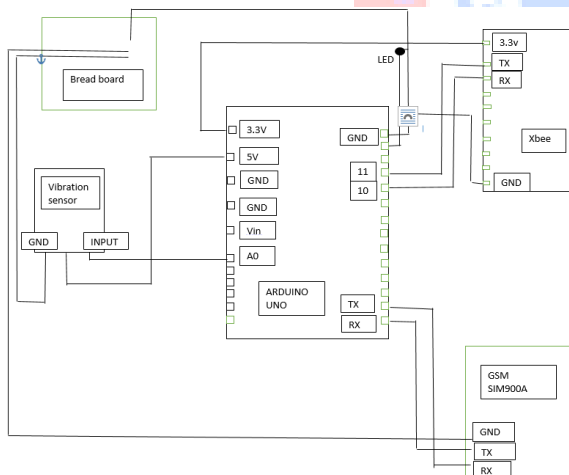 Bread board
LED
3.3v
TX
RX
Xbee
GND
3.3V
5V
GND
GND
Vin
A0
GND
11
10
ARDUINO
UNO
TX
RX
Vibration
sensor
GND
INPUT
GSM
SIM900A
GND
TX
RX